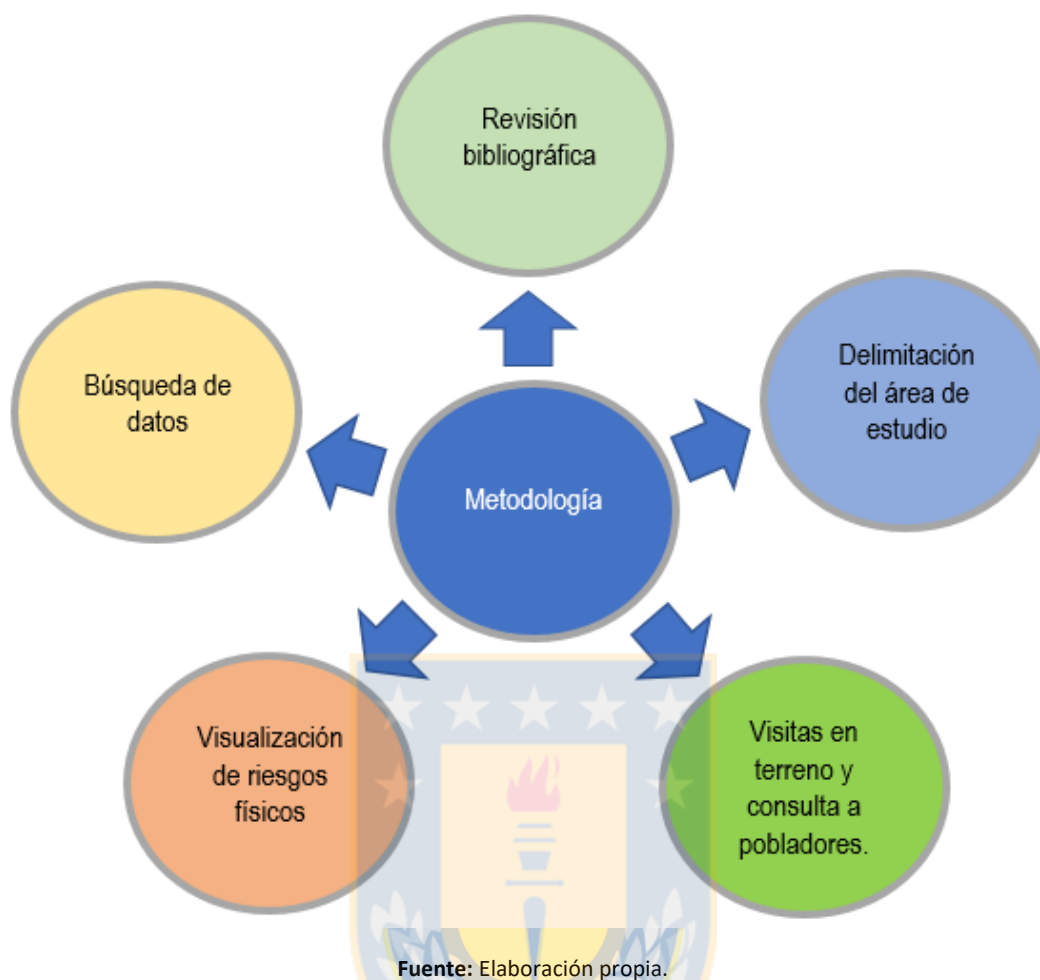 Revisión
bibliográfica
Búsqueda de
datos
Delimitación
del área de
estudio
Metodología
Visualización
de riesgos
físicos
Visitas en
terreno y
consulta a
pobladores.
Fuente: Elaboración propia.